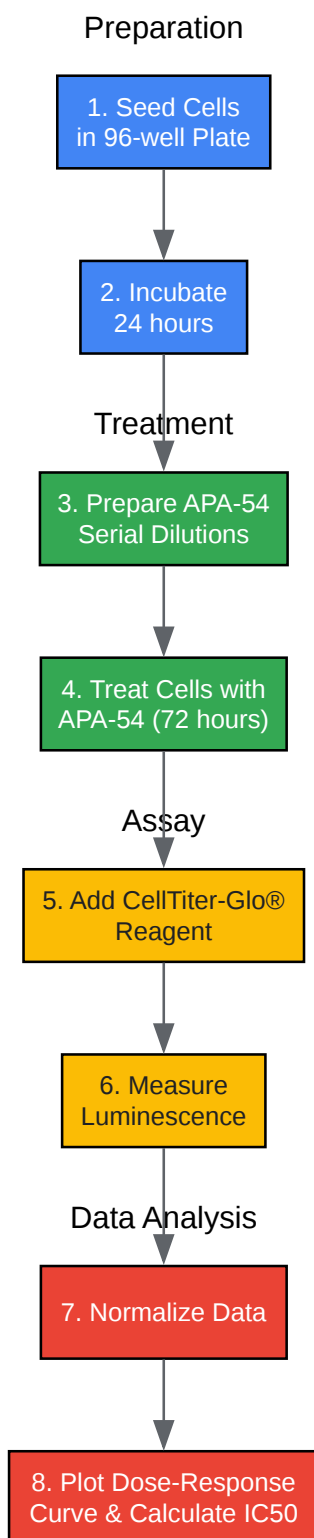 Preparation
1. Seed Cells
in 96-well Plate
2. Incubate
24 hours
Treatment
3. Prepare APA-54
Serial Dilutions
4. Treat Cells with
APA-54 (72 hours)
Assay
5. Add CellTiter-Glo®
Reagent
6. Measure
Luminescence
Data Analysis
7. Normalize Data
8. Plot Dose-Response
Curve & Calculate IC50